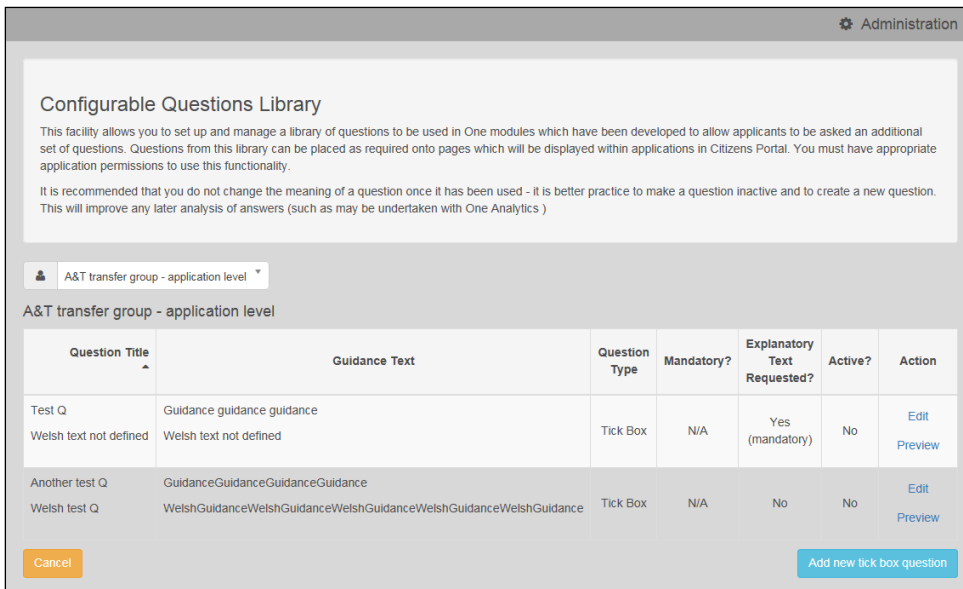 Administration
Configurable Questions Library
This facility allows you to set up and manage a library of questions to be used in One modules which have been developed to allow applicants to be asked an additional
set of questions. Questions from this library can be placed as required onto pages which will be displayed within applications in Citizens Portal. You must have appropriate
application permissions to use this functionality.
It is recommended that you do not change the meaning of a question once it has been used - it is better practice to make a question inactive and to create a new question.
This will improve any later analysis of answers (such as may be undertaken with One Analytics )
A&T transfer group - application level
A&T transfer group - application level
Question Title
Guidance Text
Question
Type
Mandatory?
Explanatory
Text
Requested?
Active?
Action
Test Q
Welsh text not defined
Guidance guidance guidance
Welsh text not defined
Tick Box
N/A
Yes
(mandatory)
No
Edit
Preview
Another test Q
Welsh test Q
GuidanceGuidanceGuidanceGuidance
WelshGuidanceWelshGuidanceWelshGuidanceWelshGuidanceWelshGuidance
Tick Box
N/A
No
No
Edit
Preview
Cancel
Add new tick box question